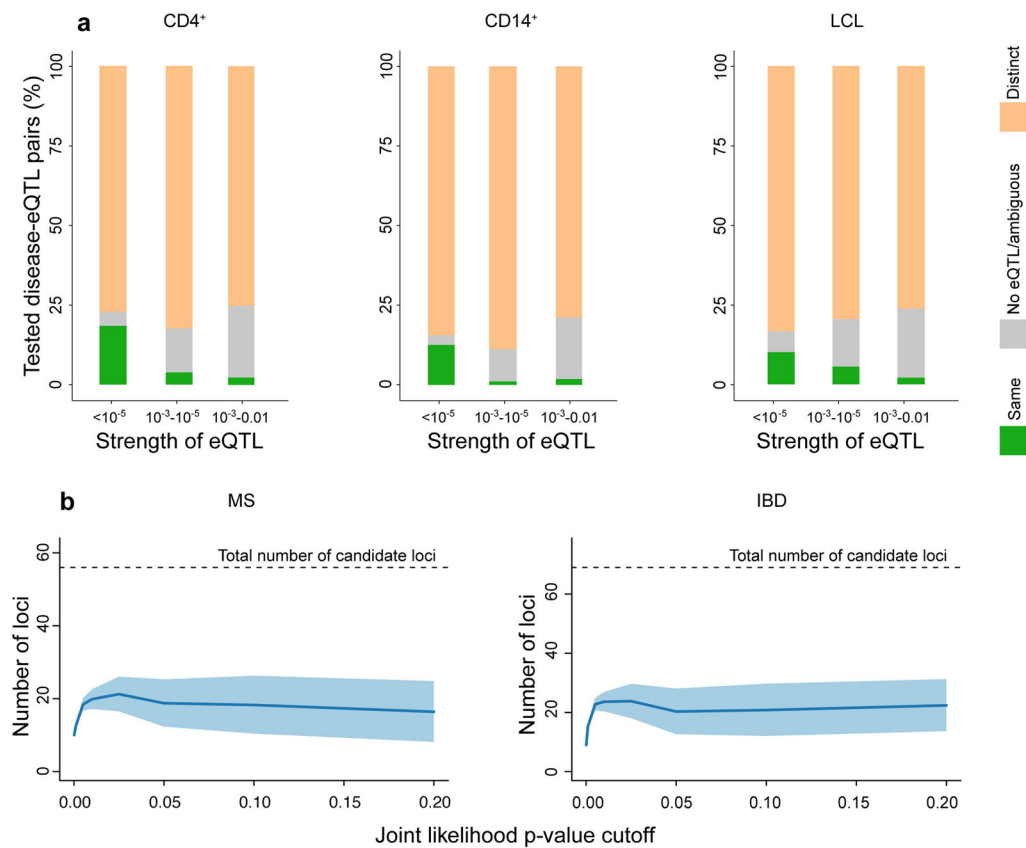 a
CD4⁺
CD14⁺
LCL
Tested disease-eQTL pairs (%)
100
75
50
25
0
<10⁻⁵
10⁻³-10⁻⁵
10⁻³-0.01
Strength of eQTL
100
75
50
25
0
<10⁻⁵
10⁻³-10⁻⁵
10⁻³-0.01
Strength of eQTL
100
75
50
25
0
<10⁻⁵
10⁻³-10⁻⁵
10⁻³-0.01
Strength of eQTL
Distinct
No eQTL/ambiguous
Same
b
MS
Number of loci
60
40
20
0
Total number of candidate loci
0.00
0.05
0.10
0.15
0.20
IBD
Number of loci
60
40
20
0
Total number of candidate loci
0.00
0.05
0.10
0.15
0.20
Joint likelihood p-value cutoff